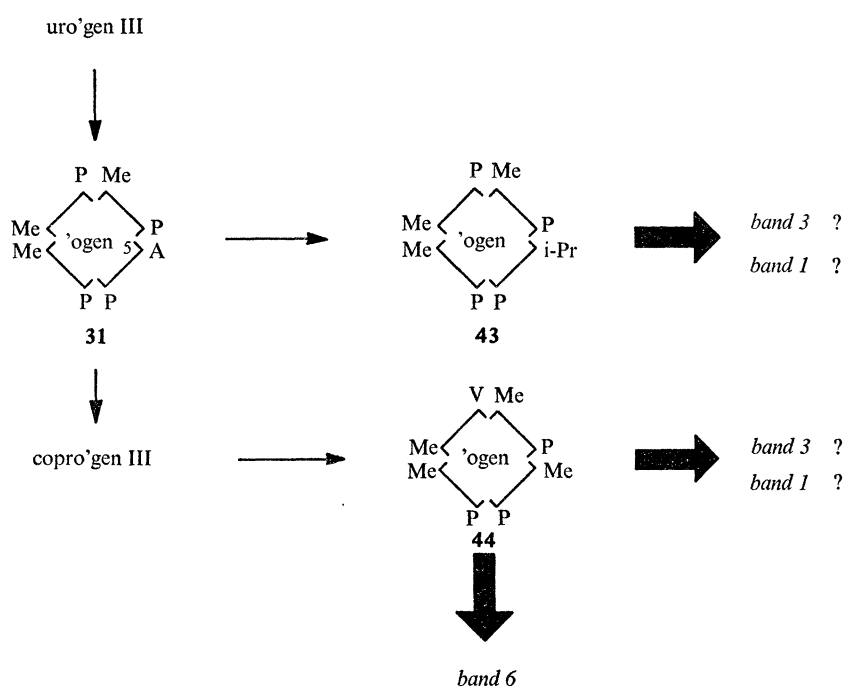 uro'gen III
P Me
Me P
Me 'ogen 5 A
P P
31
P Me
Me P
Me 'ogen i-Pr
P P
43
band 3 ?
band 1 ?
copro'gen III
V Me
Me P
Me 'ogen Me
P P
44
band 3 ?
band 1 ?
band 6